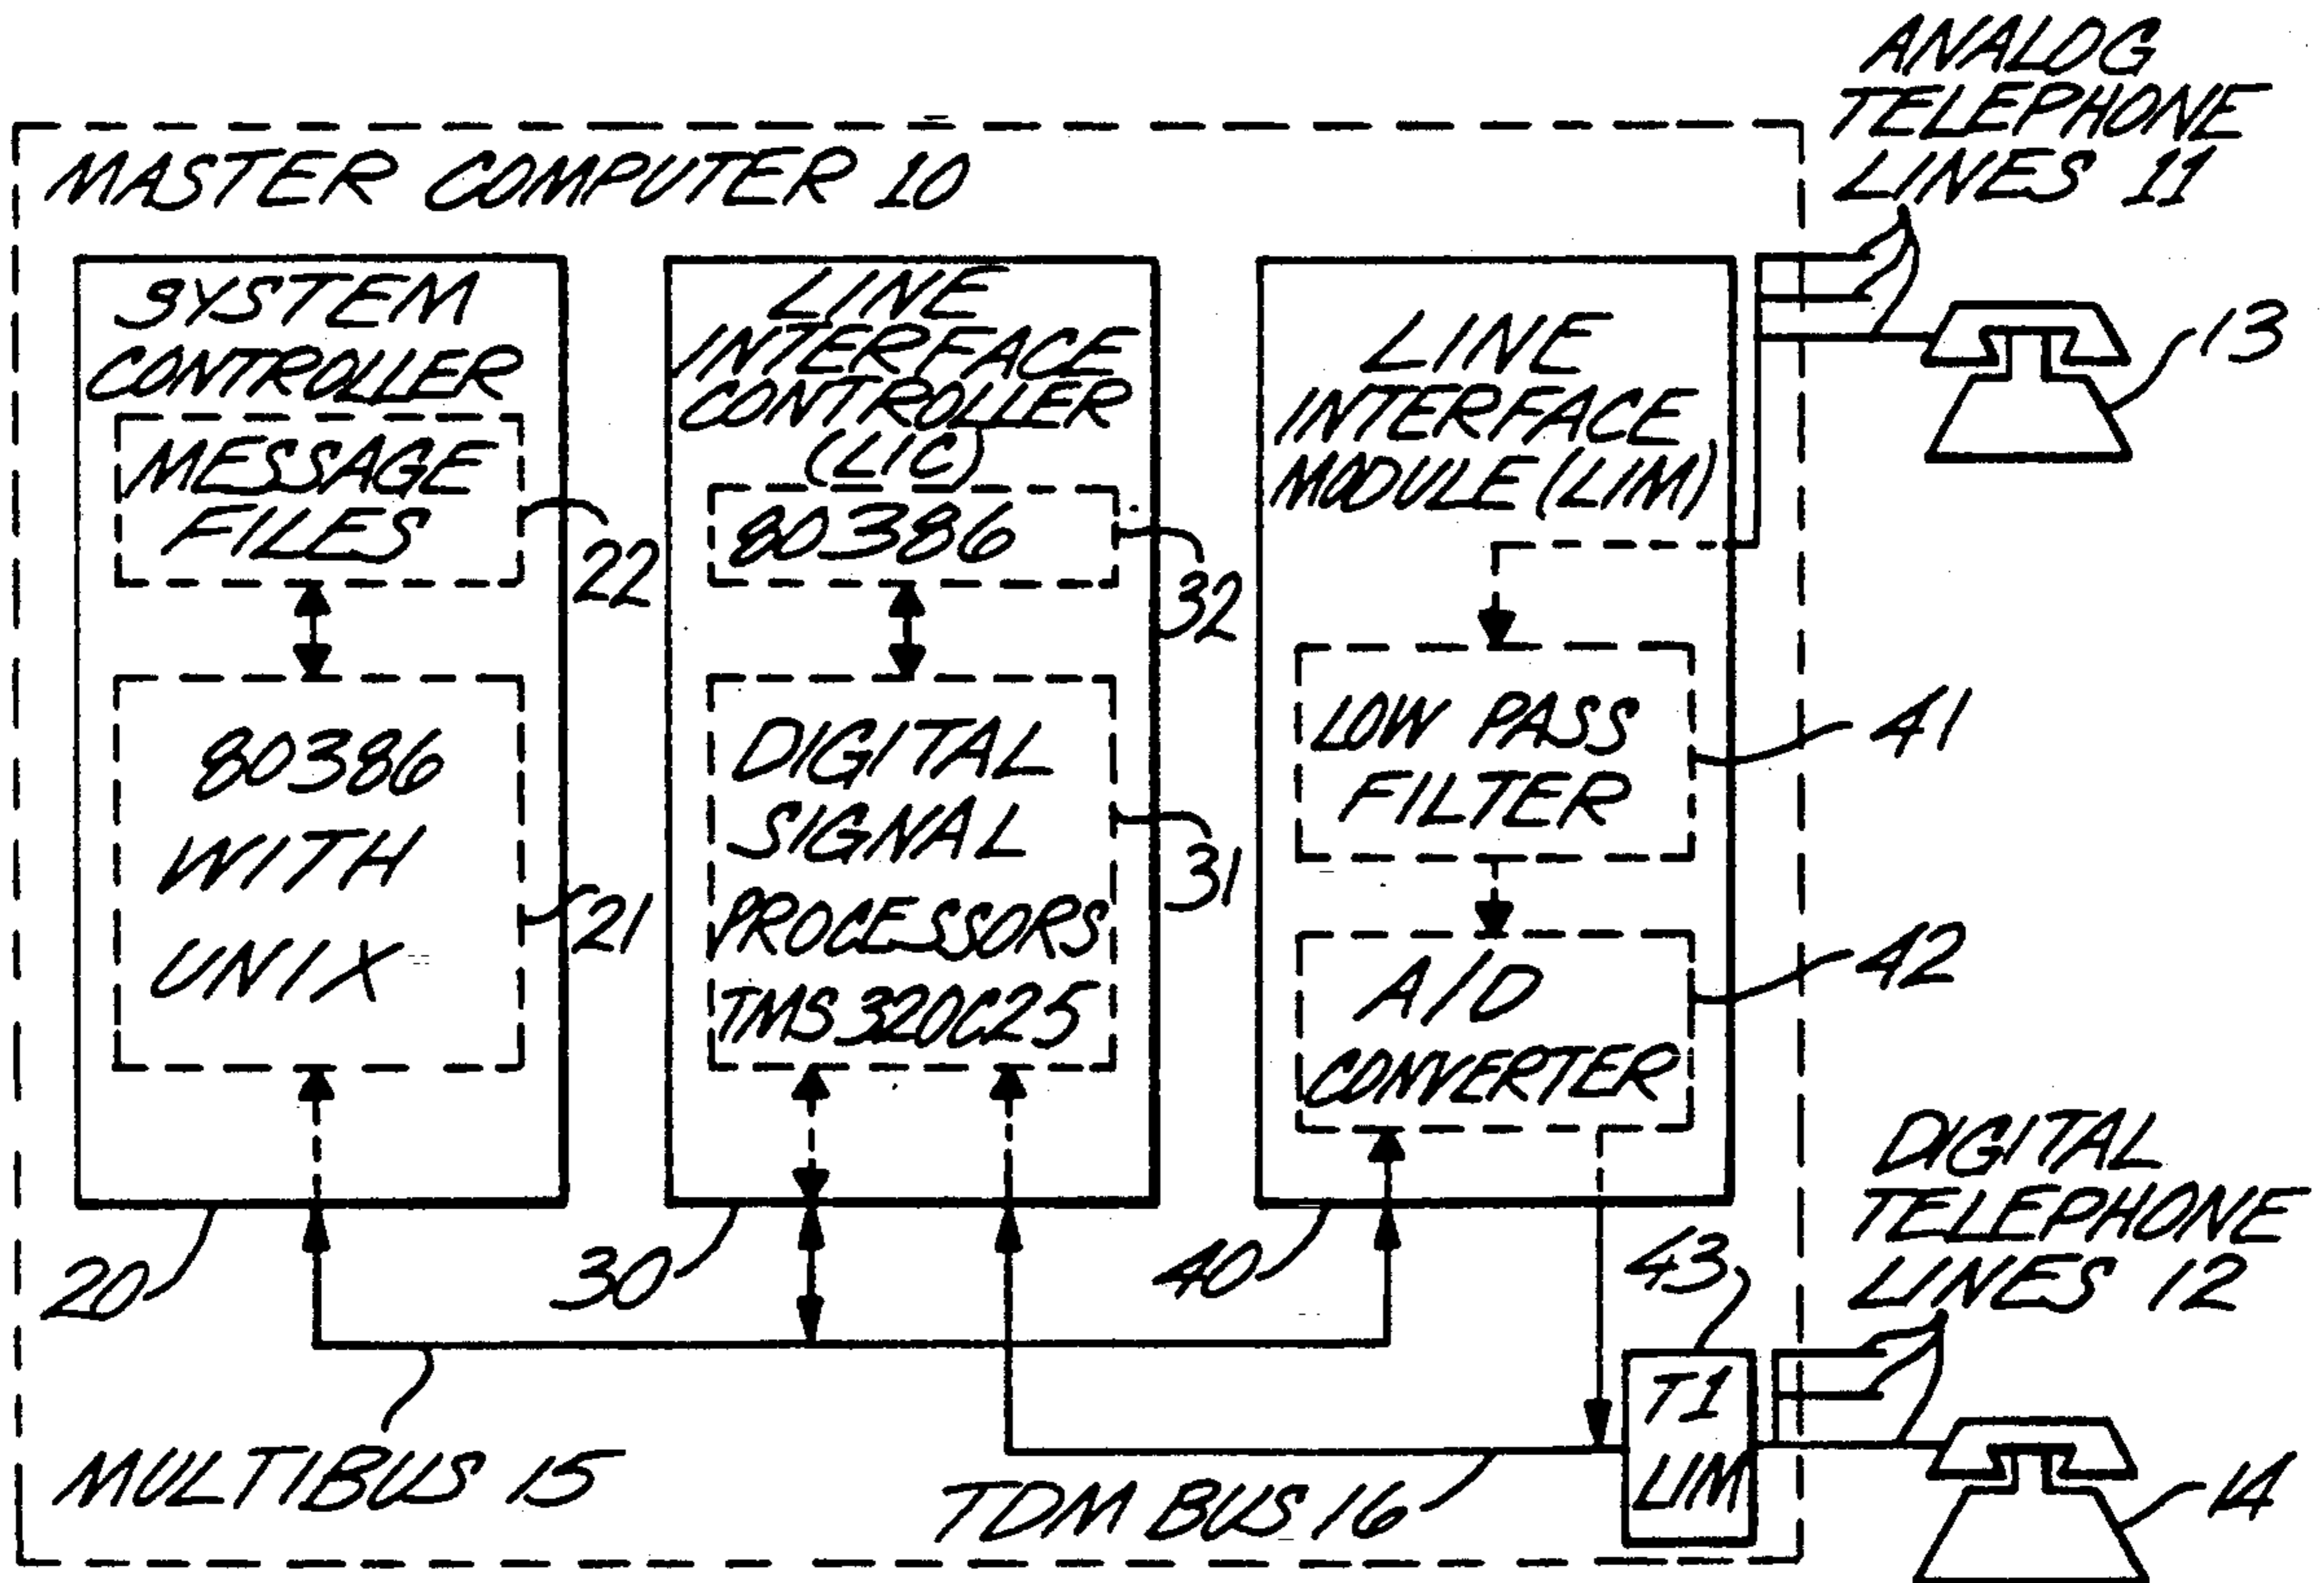 ANALOG
TELEPHONE
LINES 11
MASTER COMPUTER 10
SYSTEM
CONTROLLER
MESSAGE
FILES
22
80386
WITH
UNIX
21
20
LINE
INTERFACE
CONTROLLER
(LIC)
80386
32
DIGITAL
SIGNAL
PROCESSORS
TMS320C25
31
30
LINE
INTERFACE
MODULE (LIM)
LOW PASS
FILTER
41
A/D
CONVERTER
42
40
13
DIGITAL
TELEPHONE
LINES 12
43
T1
LIM
14
MULTIBUS 15
TDM BUS 16